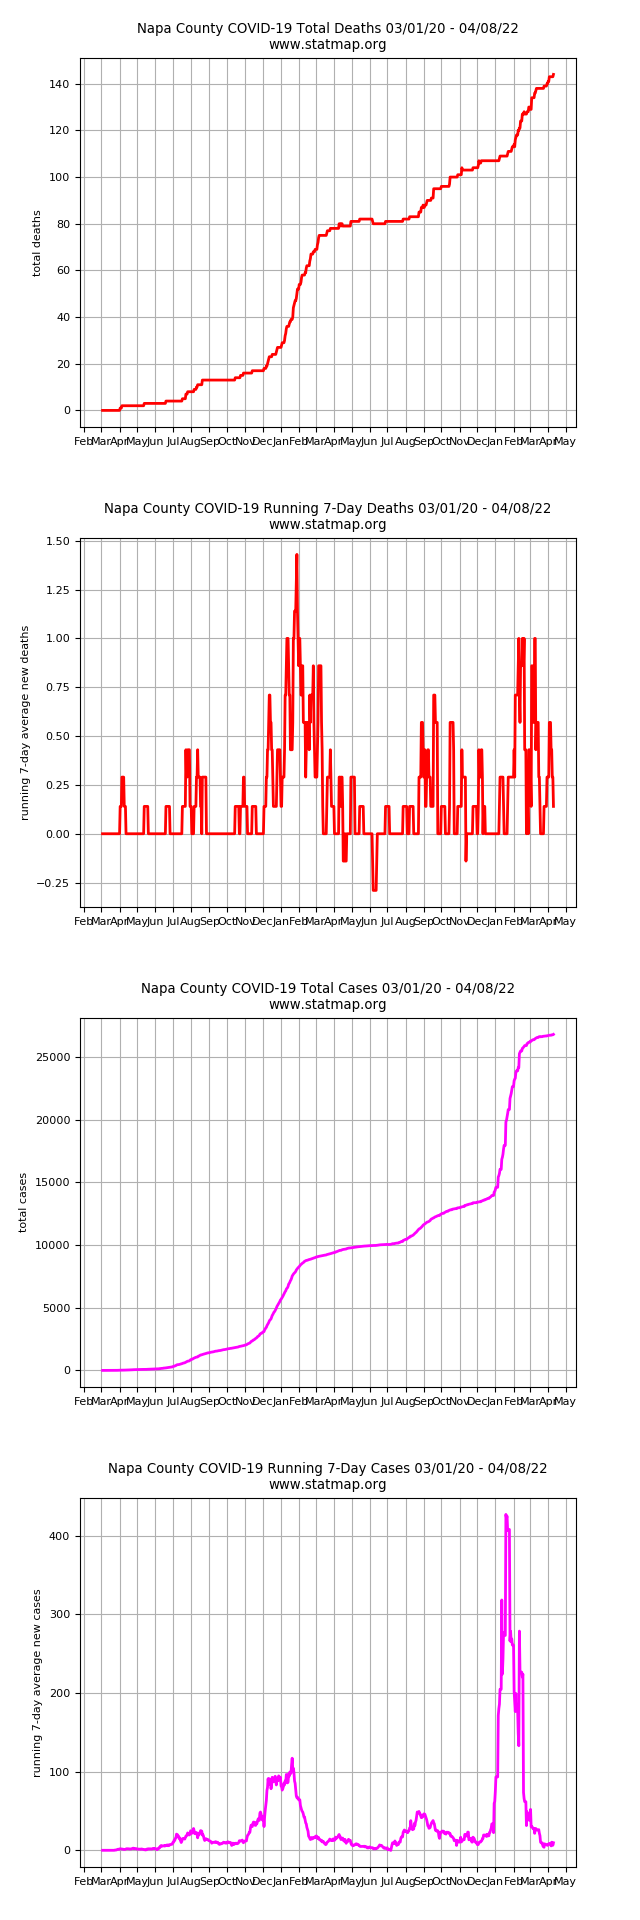 Napa County COVID-19 Total Deaths 03/01/20 - 04/08/22
www.statmap.org
140
120
100
80
60
40
20
0
total deaths
Feb Mar Apr May Jun Jul Aug Sep Oct Nov Dec Jan Feb Mar Apr May Jun Jul Aug Sep Oct Nov Dec Jan Feb Mar Apr May
Napa County COVID-19 Running 7-Day Deaths 03/01/20 - 04/08/22
www.statmap.org
1.50
1.25
1.00
0.75
0.50
0.25
0.00
−0.25
running 7-day average new deaths
Feb Mar Apr May Jun Jul Aug Sep Oct Nov Dec Jan Feb Mar Apr May Jun Jul Aug Sep Oct Nov Dec Jan Feb Mar Apr May
Napa County COVID-19 Total Cases 03/01/20 - 04/08/22
www.statmap.org
25000
20000
15000
10000
5000
0
total cases
Feb Mar Apr May Jun Jul Aug Sep Oct Nov Dec Jan Feb Mar Apr May Jun Jul Aug Sep Oct Nov Dec Jan Feb Mar Apr May
Napa County COVID-19 Running 7-Day Cases 03/01/20 - 04/08/22
www.statmap.org
400
300
200
100
0
running 7-day average new cases
Feb Mar Apr May Jun Jul Aug Sep Oct Nov Dec Jan Feb Mar Apr May Jun Jul Aug Sep Oct Nov Dec Jan Feb Mar Apr May